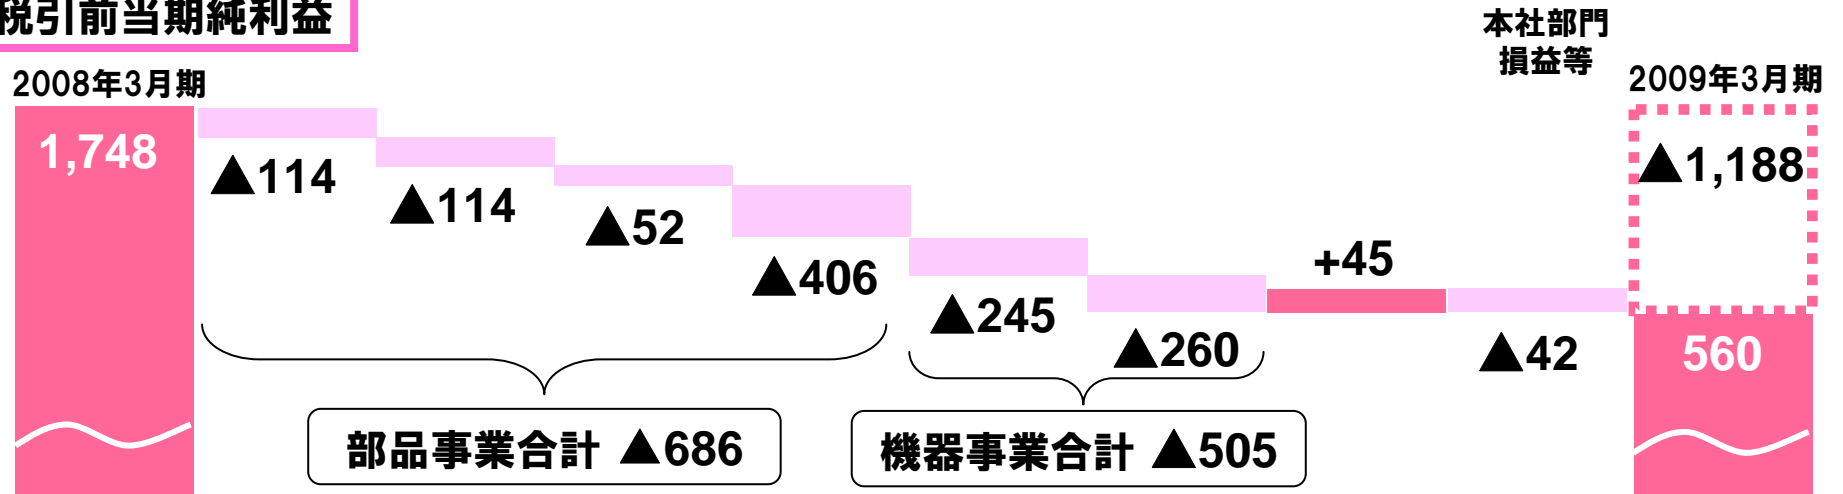 税引前当期純利益
本社部門
損益等
2008年3月期
2009年3月期
1,748
▲114
▲114
▲52
▲406
▲245
▲260
+45
▲42
▲1,188
560
部品事業合計 ▲686
機器事業合計 ▲505